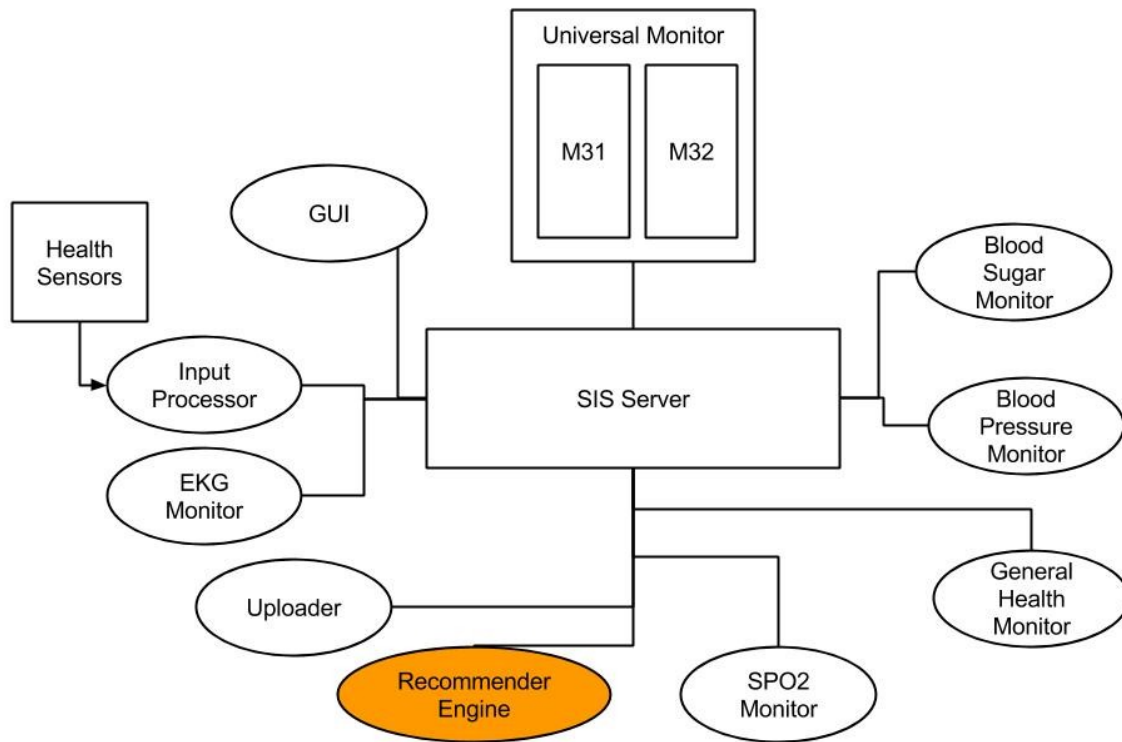 Universal Monitor
M31
M32
GUI
Health
Sensors
Blood
Sugar
Monitor
Input
Processor
SIS Server
Blood
Pressure
Monitor
EKG
Monitor
Uploader
General
Health
Monitor
Recommender
Engine
SPO2
Monitor